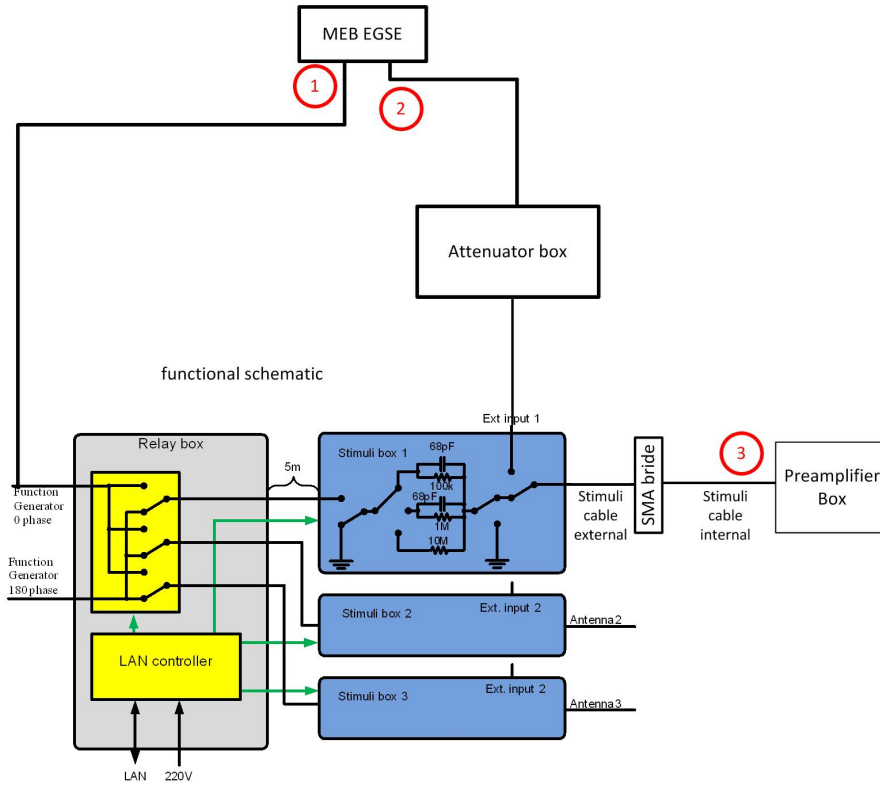 MEB EGSE
1
2
Attenuator box
functional schematic
Ext input 1
Relay box
Stimuli box 1
68pF
100k
68pF
1M
10M
5m
3
SMA bride
Preamplifier
Box
Function
Generator
0 phase
Stimuli
cable
external
Stimuli
cable
internal
Function
Generator
180 phase
Ext. input 2
Stimuli box 2
Antenna2
LAN controller
Ext. input 2
Stimuli box 3
Antenna3
LAN
220V